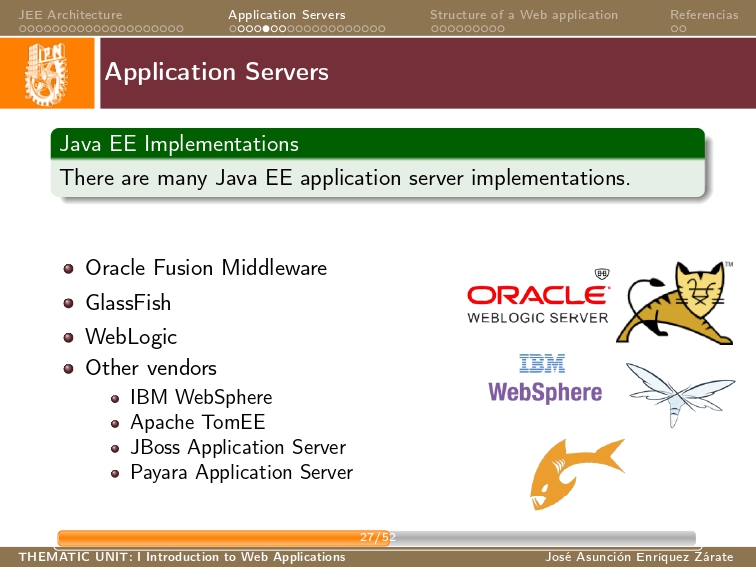 JEE Architecture
Application Servers
Structure of a Web application
Referencias
IPN
Application Servers
Java EE Implementations
There are many Java EE application server implementations.
Oracle Fusion Middleware
GlassFish
WebLogic
Other vendors
IBM WebSphere
Apache TomEE
JBoss Application Server
Payara Application Server
ORACLE
WEBLOGIC SERVER
TM
IBM
WebSphere
27/52
THEMATIC UNIT: I Introduction to Web Applications
José Asunción Enríquez Zárate